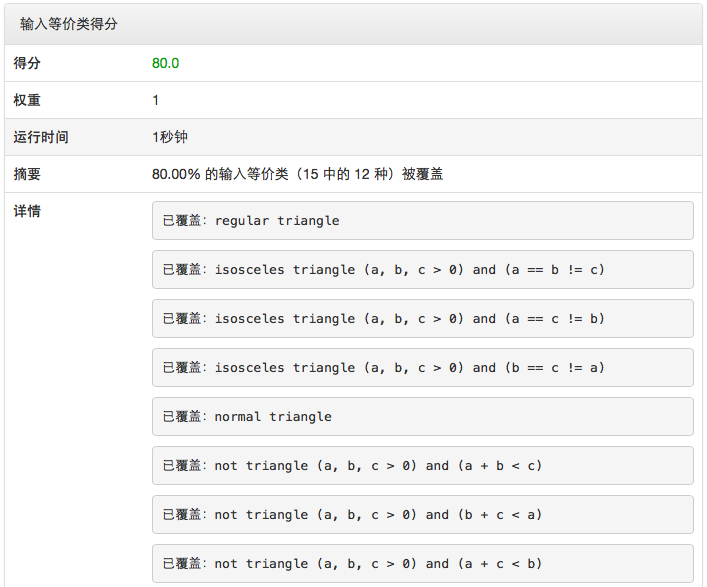 输入等价类得分
得分 80.0
权重 1
运行时间 1秒钟
摘要 80.00% 的输入等价类（15 中的 12 种）被覆盖
详情 已覆盖: regular triangle
已覆盖: isosceles triangle (a, b, c > 0) and (a == b != c)
已覆盖: isosceles triangle (a, b, c > 0) and (a == c != b)
已覆盖: isosceles triangle (a, b, c > 0) and (b == c != a)
已覆盖: normal triangle
已覆盖: not triangle (a, b, c > 0) and (a + b < c)
已覆盖: not triangle (a, b, c > 0) and (b + c < a)
已覆盖: not triangle (a, b, c > 0) and (a + c < b)